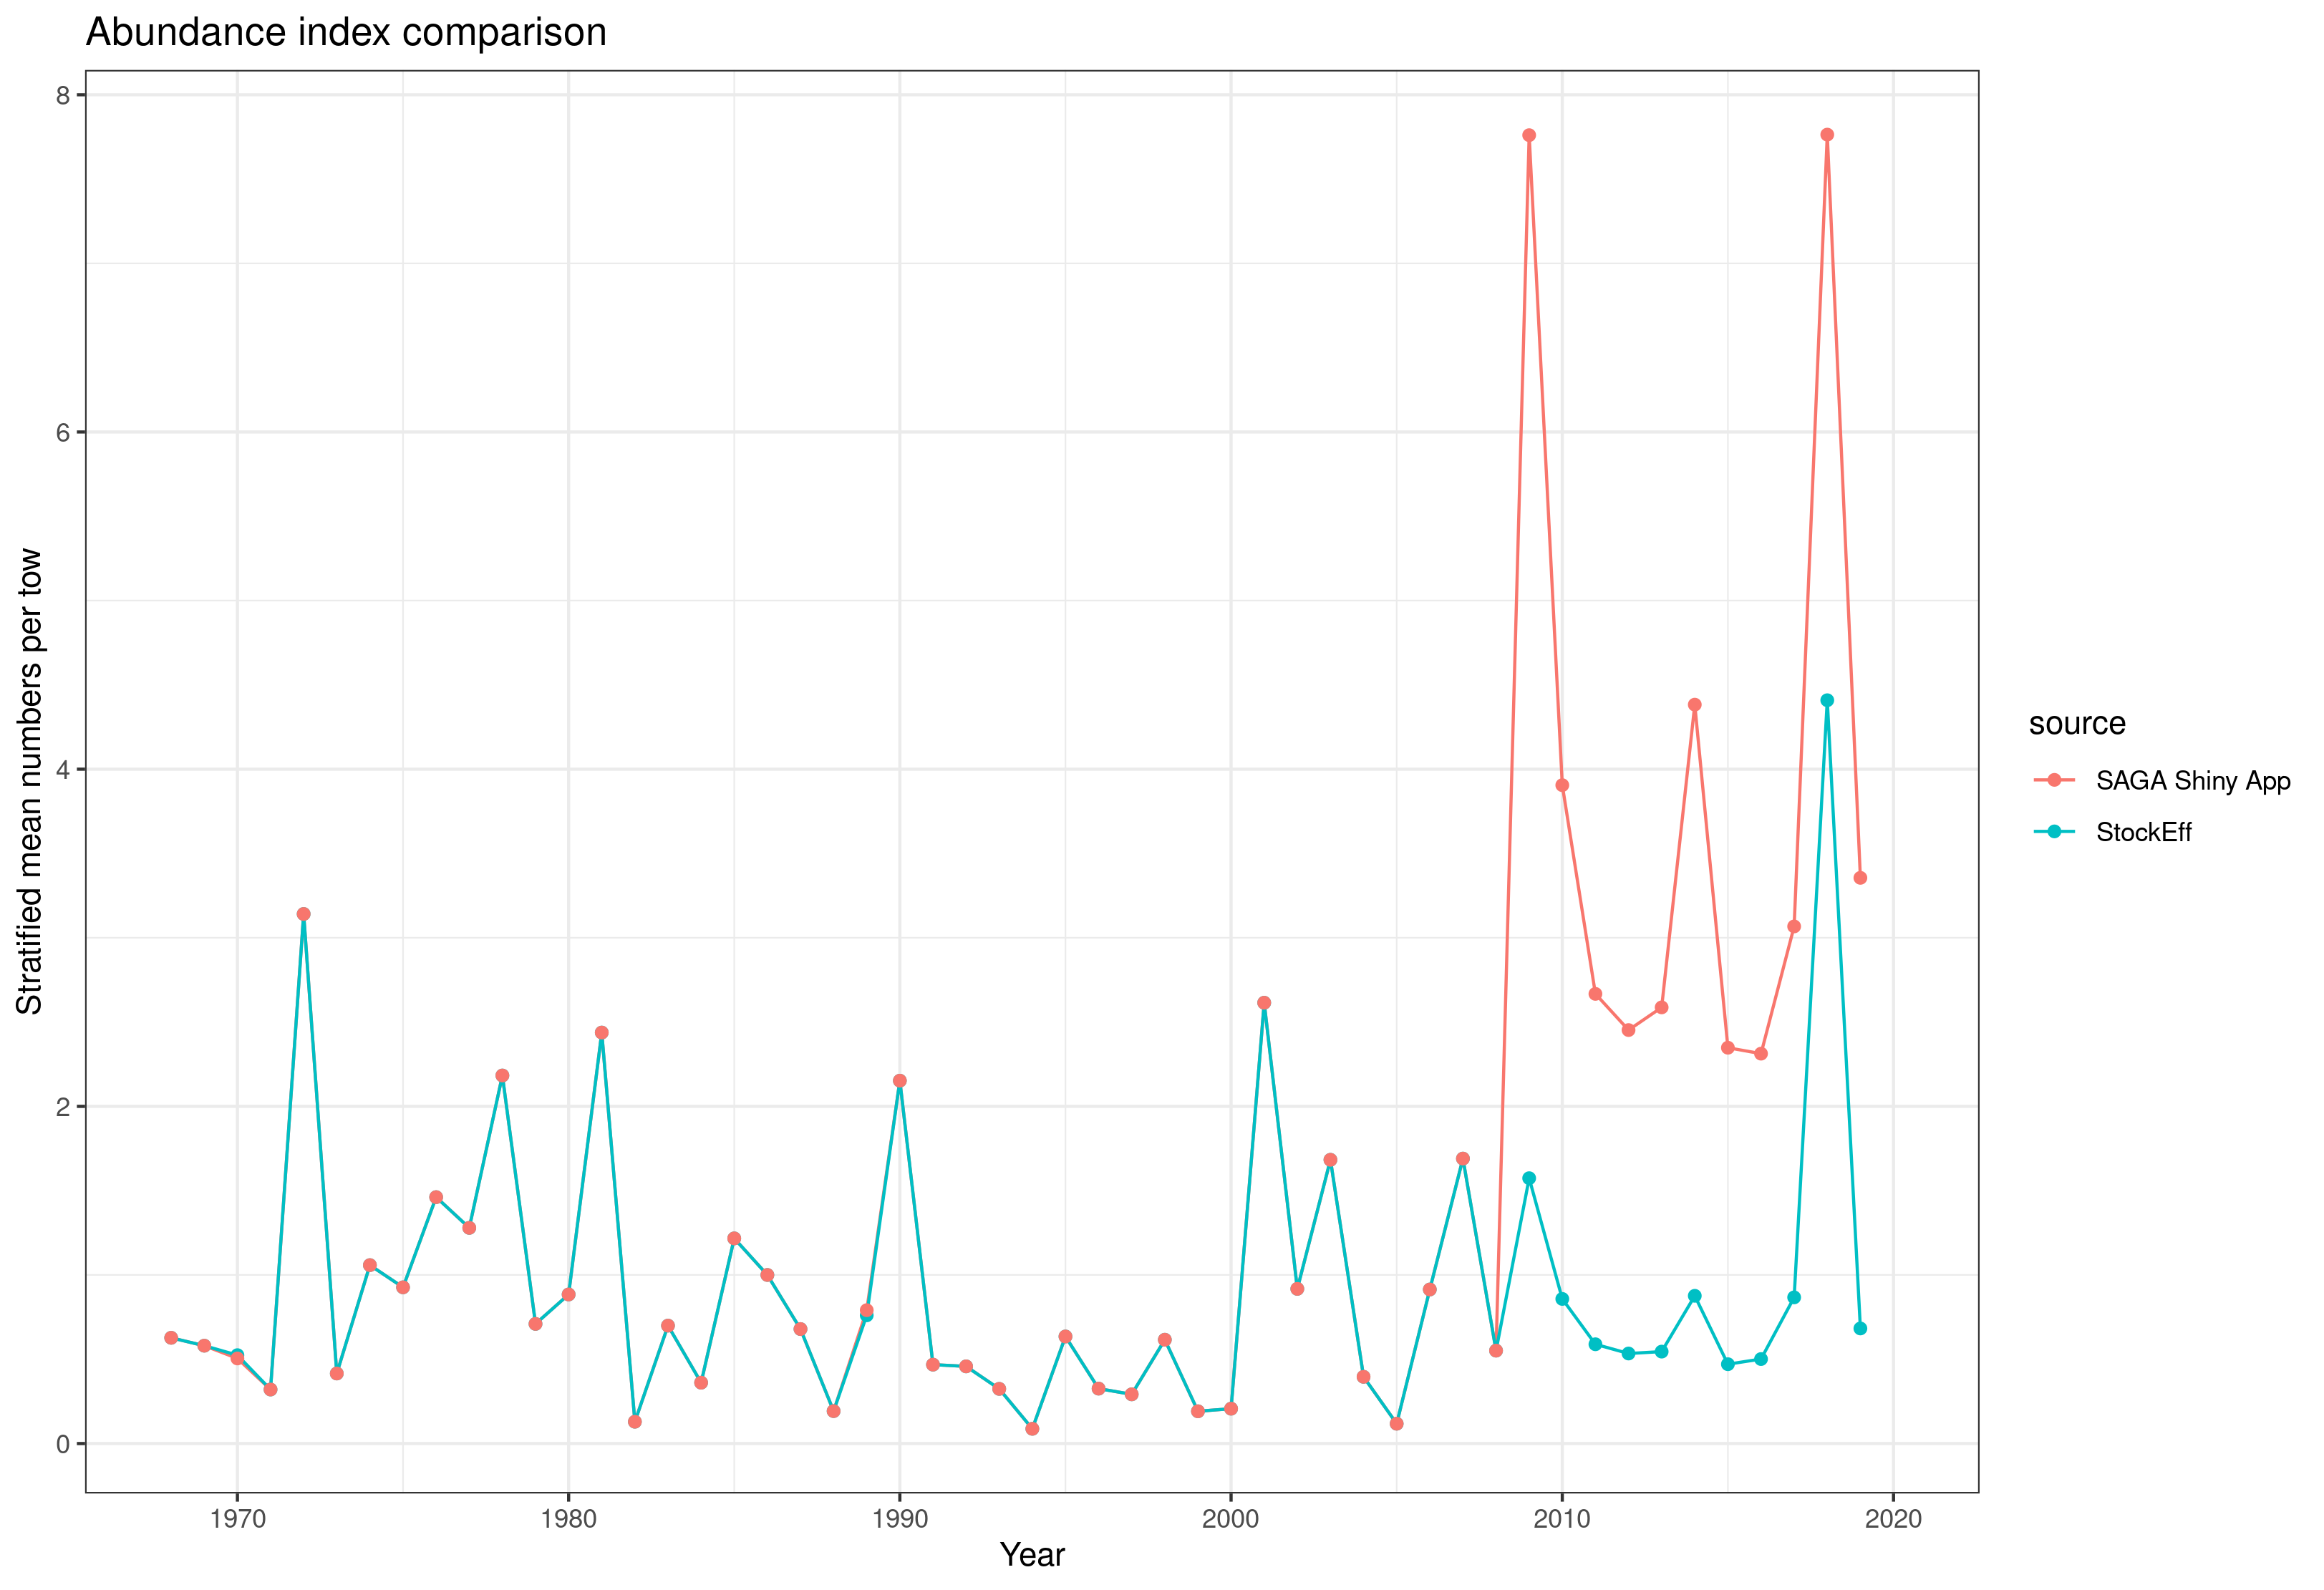 Abundance index comparison
8
6
4
2
0
Stratified mean numbers per tow
1970 1980 1990 2000 2010 2020
Year
source
SAGA Shiny App
StockEff